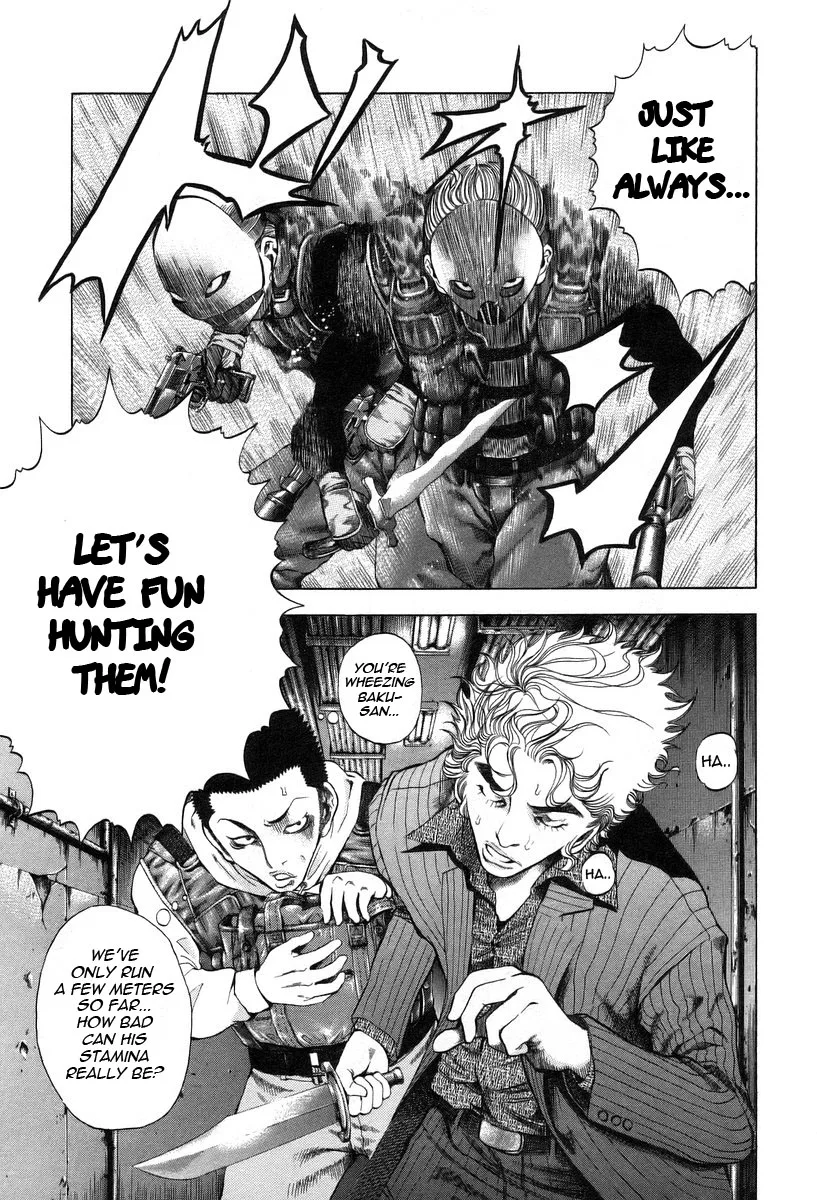 JUST
LIKE
ALWAYS...
LET'S
HAVE FUN
HUNTING
THEM!
YOU'RE
WHEEZING
BAKU-
SAN...
HA..
HA..
WE'VE
ONLY RUN
A FEW METERS
SO FAR...
HOW BAD
CAN HIS
STAMINA
REALLY BE?